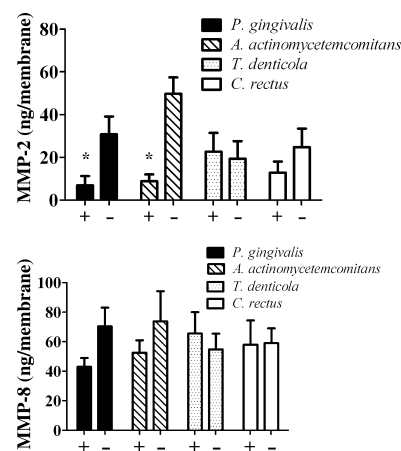 P. gingivalis
A. actinomycetemcomitans
T. denticola
C. rectus
MMP-2 (ng/membrane)
80
60
40
20
0
* *
+ - + - + - + -
P. gingivalis
A. actinomycetemcomitans
T. denticola
C. rectus
MMP-8 (ng/membrane)
100
80
60
40
20
0
+ - + - + - + -